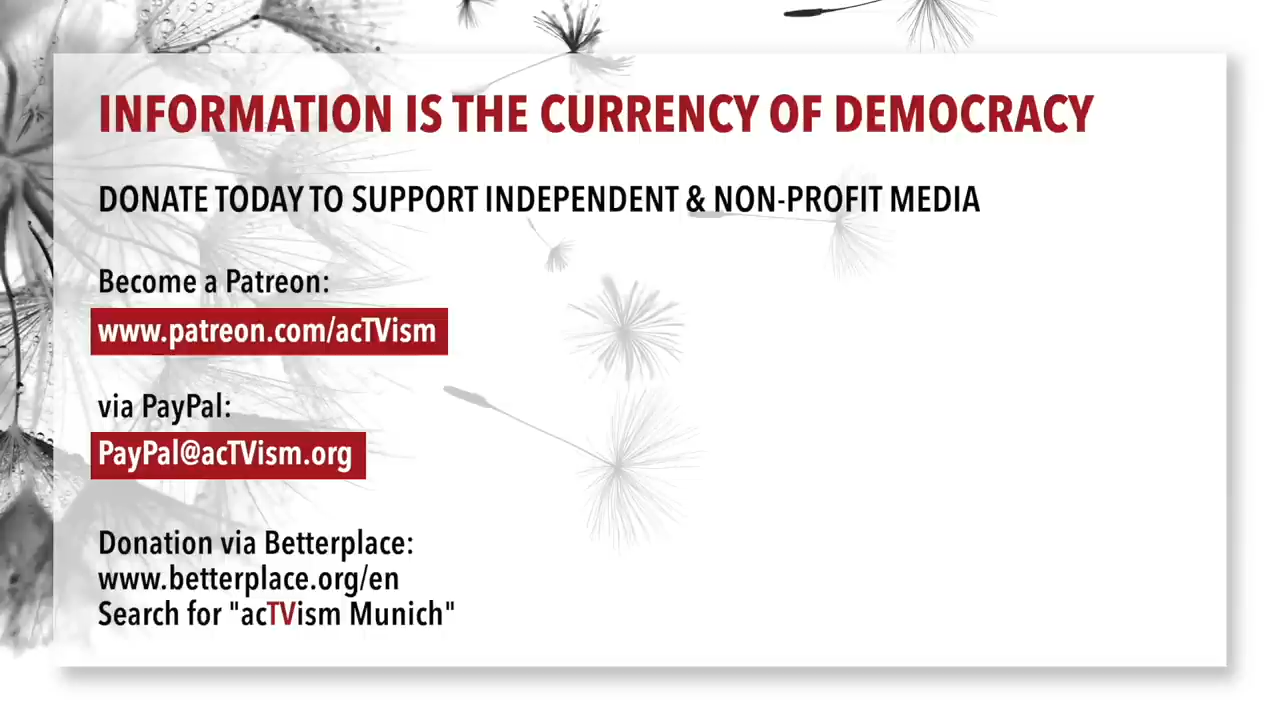 INFORMATION IS THE CURRENCY OF DEMOCRACY
DONATE TODAY TO SUPPORT INDEPENDENT & NON-PROFIT MEDIA
Become a Patreon:
www.patreon.com/acTVism
via PayPal:
PayPal@acTVism.org
Donation via Betterplace:
www.betterplace.org/en
Search for "acTVism Munich"